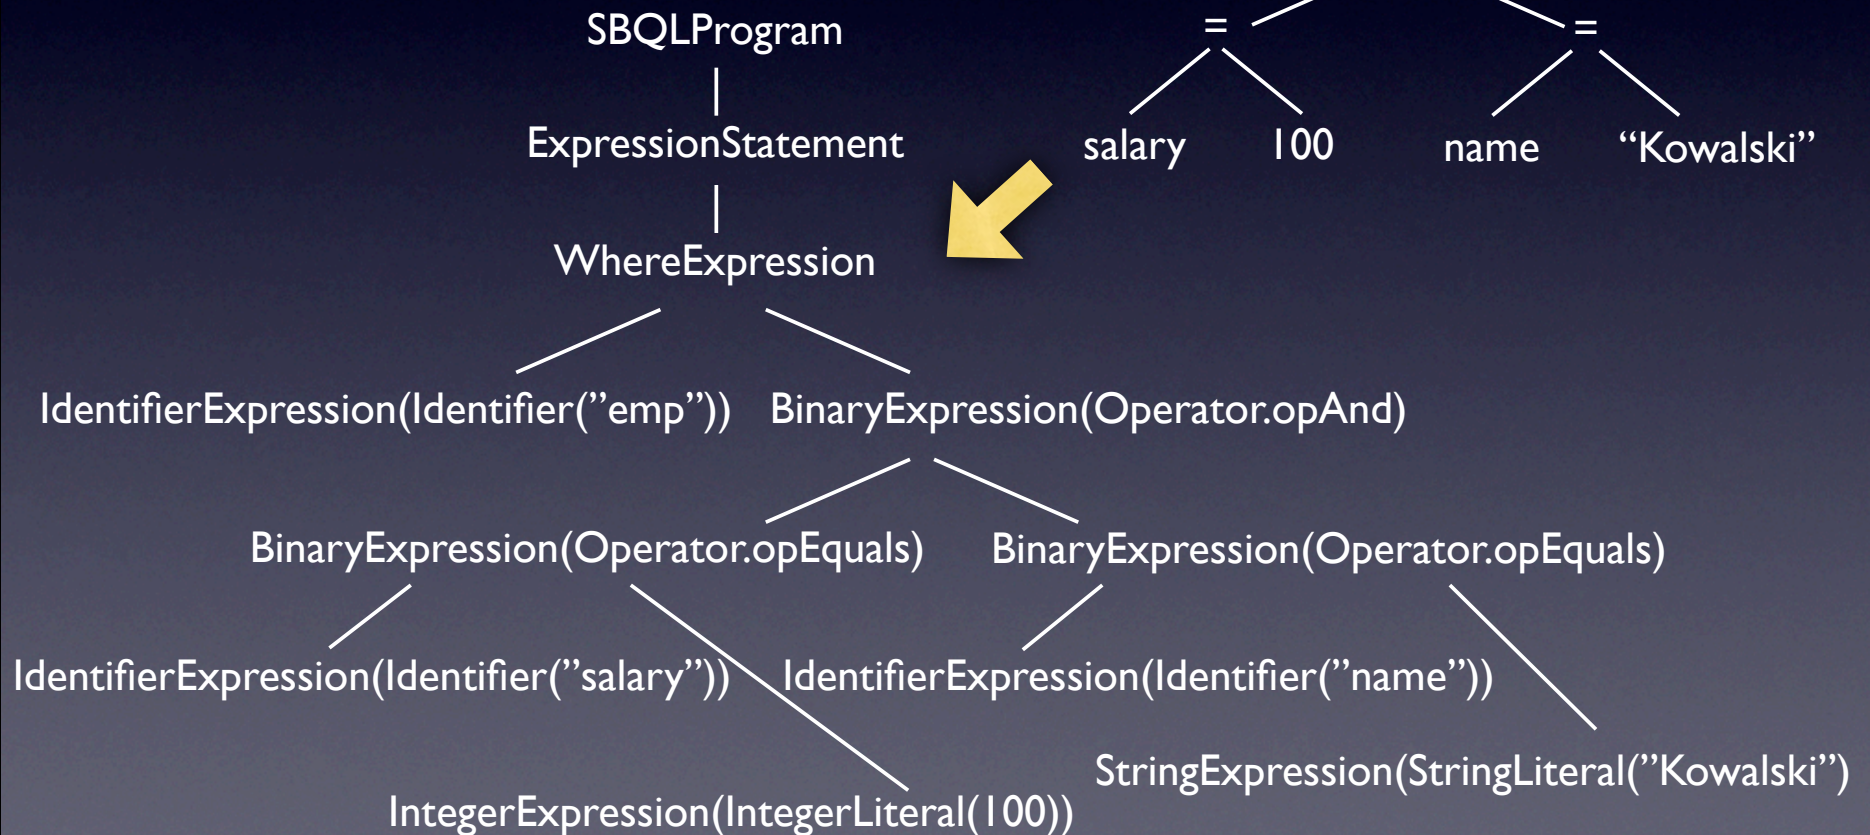 SBQLProgram
= =
ExpressionStatement
salary 100 name “Kowalski”
WhereExpression
IdentifierExpression(Identifier(”emp”)) BinaryExpression(Operator.opAnd)
BinaryExpression(Operator.opEquals) BinaryExpression(Operator.opEquals)
IdentifierExpression(Identifier(”salary”)) IdentifierExpression(Identifier(”name”))
StringExpression(StringLiteral(”Kowalski”)
IntegerExpression(IntegerLiteral(100))